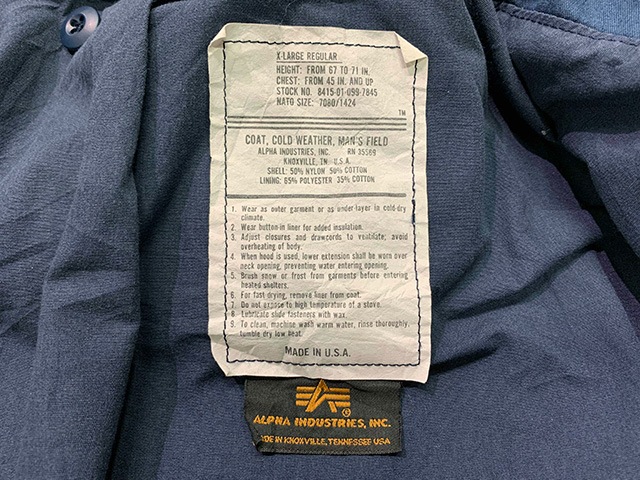 X-LARGE REGULAR
HEIGHT: FROM 67 TO 71 IN.
CHEST: FROM 45 IN. AND UP
STOCK NO. 8415-01-099-7845
NATO SIZE: 7080/1424
TM
COAT, COLD WEATHER, MAN'S FIELD
ALPHA INDUSTRIES, INC. RN 35569
KNOXVILLE, TN U.S.A.
SHELL: 50% NYLON 50% COTTON
LINING: 65% POLYESTER 35% COTTON
1. Wear as outer garment or as under-layer in cold-dry
climate.
2. Wear button-in liner for added insulation.
3. Adjust closures and drawcords to ventilate; avoid
overheating of body.
4. When hood is used, lower extension shall be worn over
neck opening, preventing water entering opening.
5. Brush snow or frost from garments before entering
heated shelters.
6. For fast drying, remove liner from coat.
7. Do not expose to high temperature of a stove.
8. Lubricate slide fasteners with wax.
9. To clean, machine wash warm water, rinse thoroughly,
tumble dry low heat.
MADE IN U.S.A.
®
ALPHA INDUSTRIES, INC.
MADE IN KNOXVILLE, TENNESSEE USA